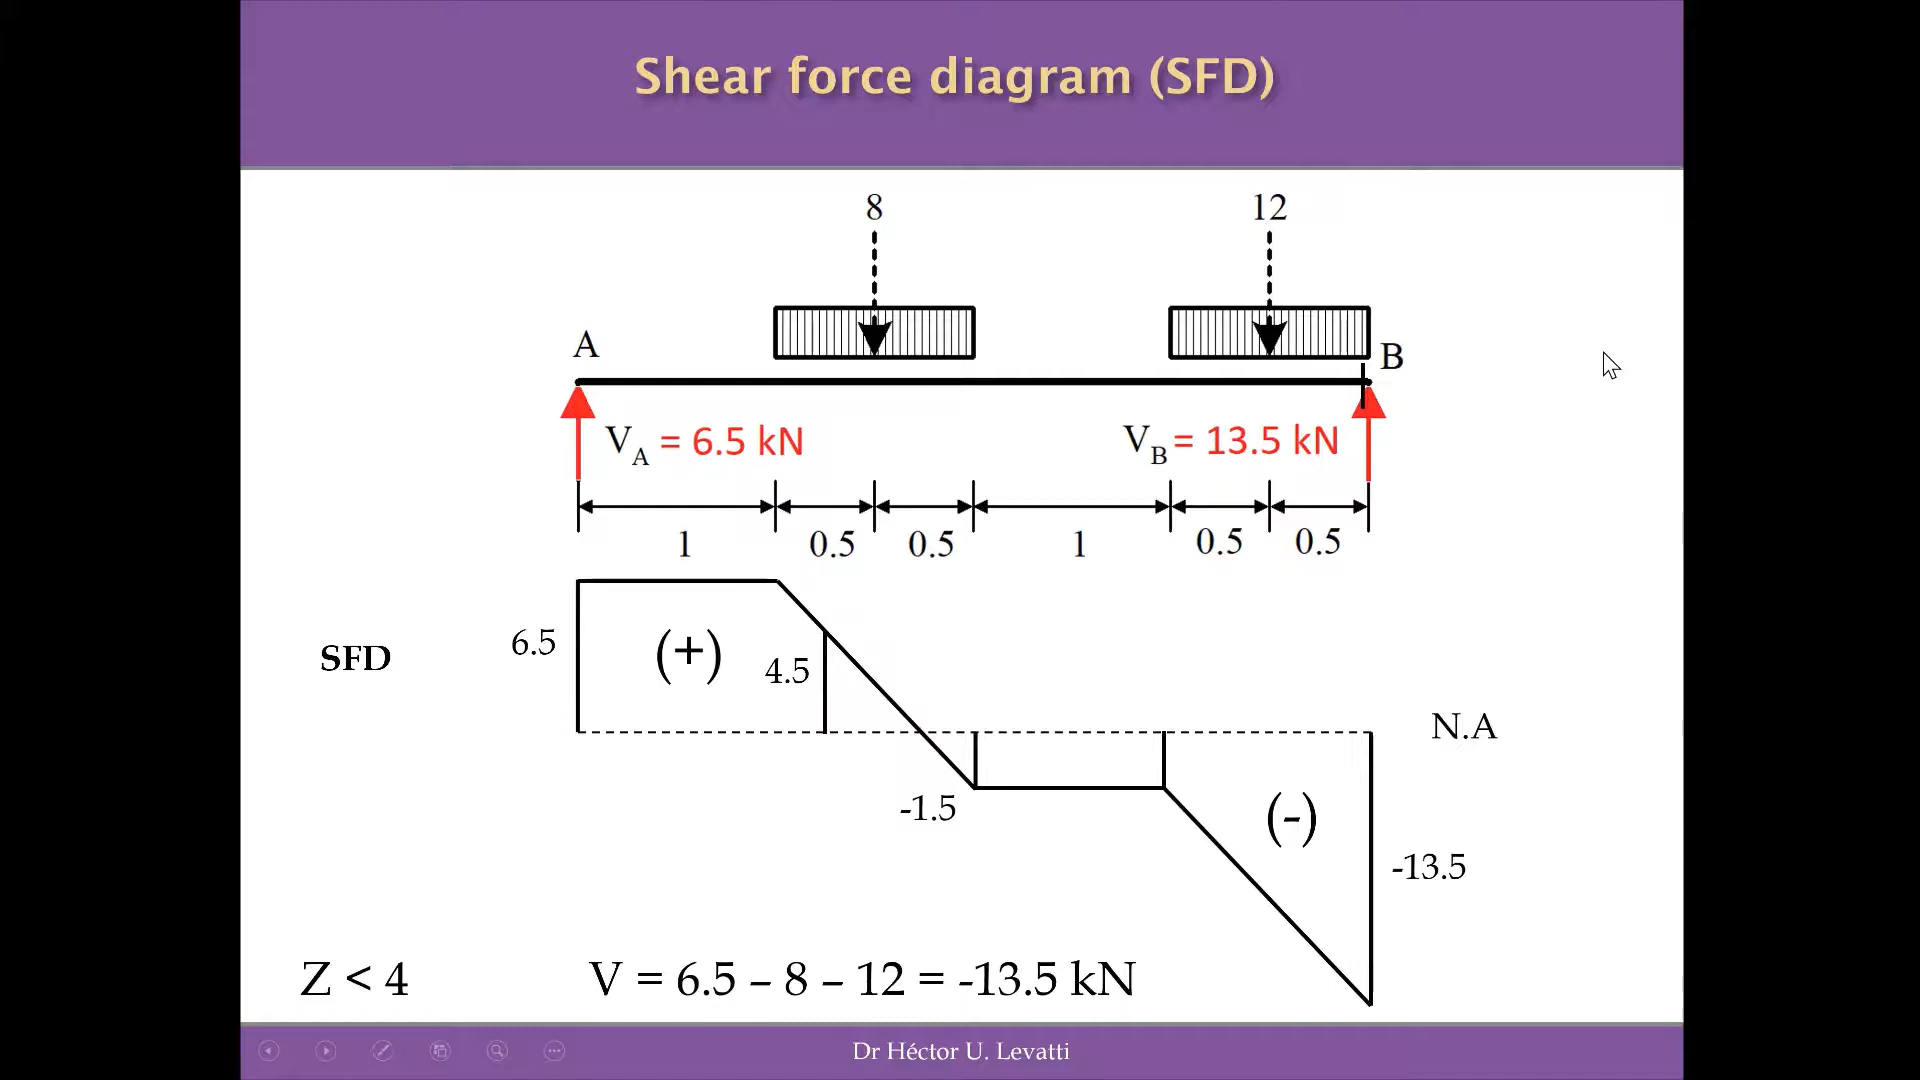 Shear force diagram (SFD)
8
12
A
B
V_A = 6.5 kN
V_B = 13.5 kN
1
0.5
0.5
1
0.5
0.5
SFD
6.5
(+)
4.5
N.A
-1.5
(-)
-13.5
Z < 4
V = 6.5 – 8 – 12 = -13.5 kN
Dr Héctor U. Levatti